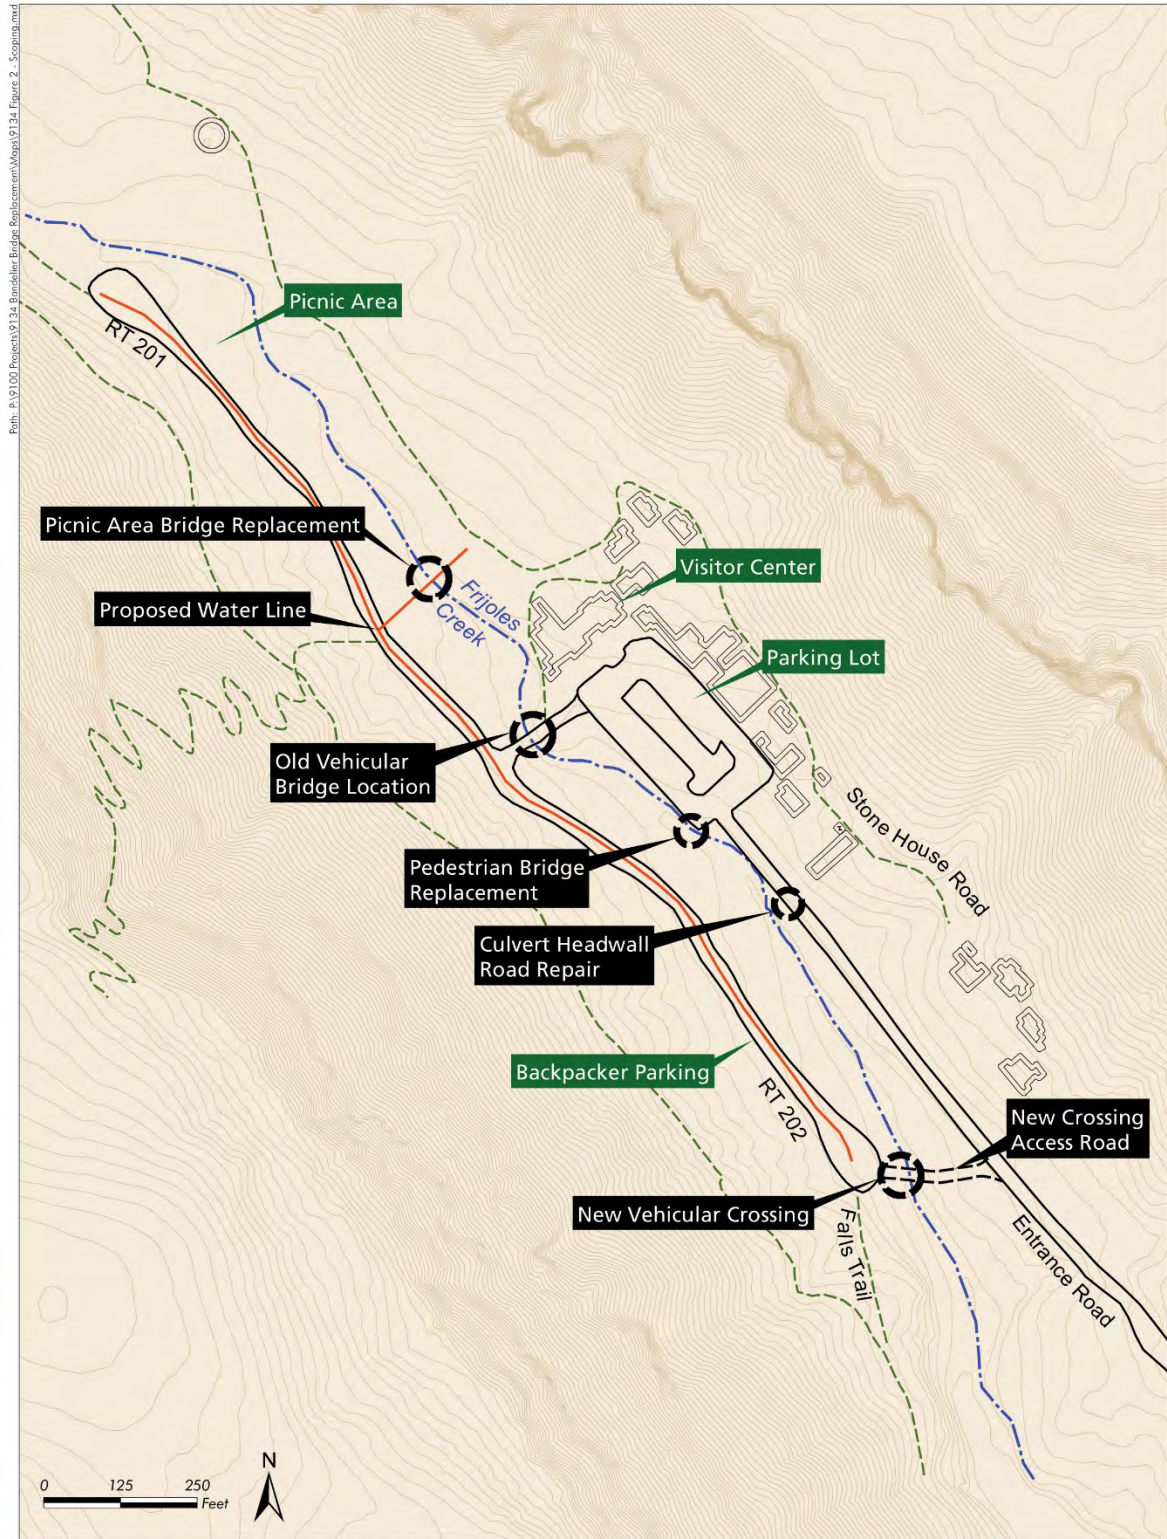 Path: P:\9100 Projects\9134 Bandelier Bridge Replacement\Maps\9134 Figure 2 - Scoping.mxd
Picnic Area
RT 201
Picnic Area Bridge Replacement
Visitor Center
Proposed Water Line
Frijoles
Creek
Parking Lot
Old Vehicular
Bridge Location
Stone House Road
Pedestrian Bridge
Replacement
Culvert Headwall
Road Repair
Backpacker Parking
RT 202
New Crossing
Access Road
New Vehicular Crossing
Falls Trail
Entrance Road
N
0 125 250
Feet